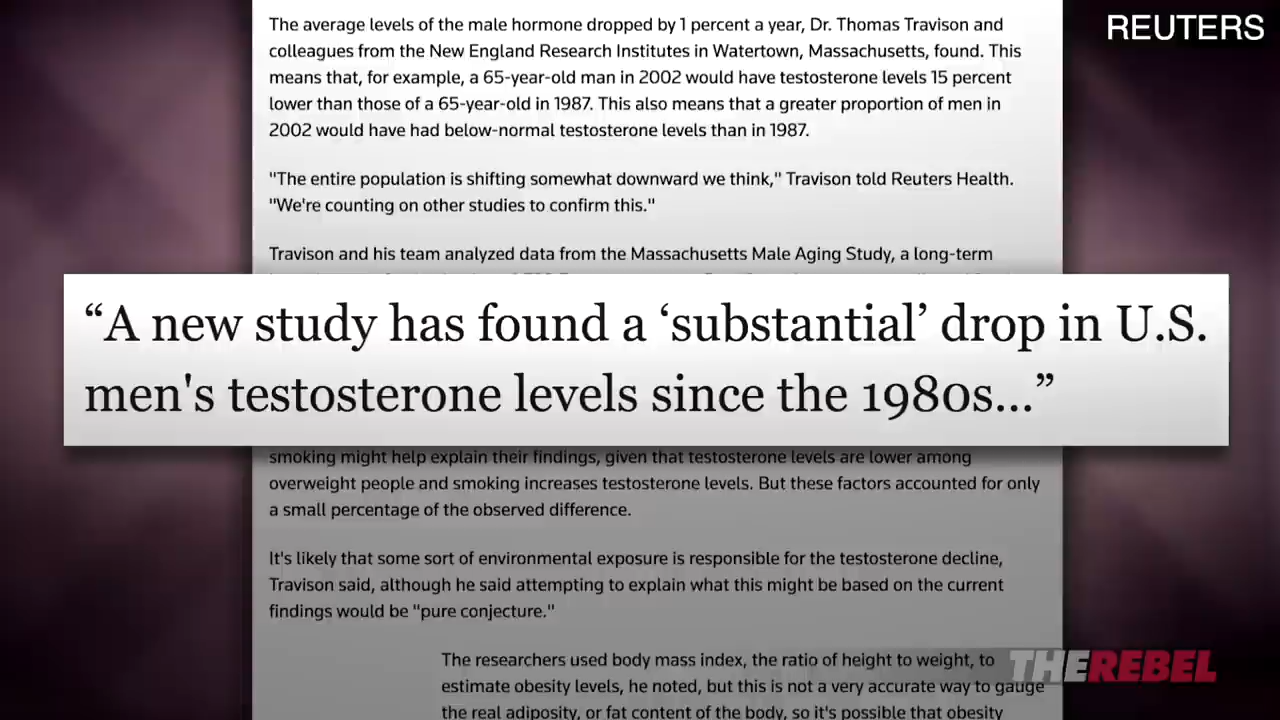 REUTERS
The average levels of the male hormone dropped by 1 percent a year, Dr. Thomas Travison and
colleagues from the New England Research Institutes in Watertown, Massachusetts, found. This
means that, for example, a 65-year-old man in 2002 would have testosterone levels 15 percent
lower than those of a 65-year-old in 1987. This also means that a greater proportion of men in
2002 would have had below-normal testosterone levels than in 1987.
"The entire population is shifting somewhat downward we think," Travison told Reuters Health.
"We're counting on other studies to confirm this."
Travison and his team analyzed data from the Massachusetts Male Aging Study, a long-term
“A new study has found a ‘substantial’ drop in U.S.
men's testosterone levels since the 1980s...”
smoking might help explain their findings, given that testosterone levels are lower among
overweight people and smoking increases testosterone levels. But these factors accounted for only
a small percentage of the observed difference.
It's likely that some sort of environmental exposure is responsible for the testosterone decline,
Travison said, although he said attempting to explain what this might be based on the current
findings would be "pure conjecture."
The researchers used body mass index, the ratio of height to weight, to
estimate obesity levels, he noted, but this is not a very accurate way to gauge
the real adiposity, or fat content of the body, so it's possible that obesity
THEREBEL